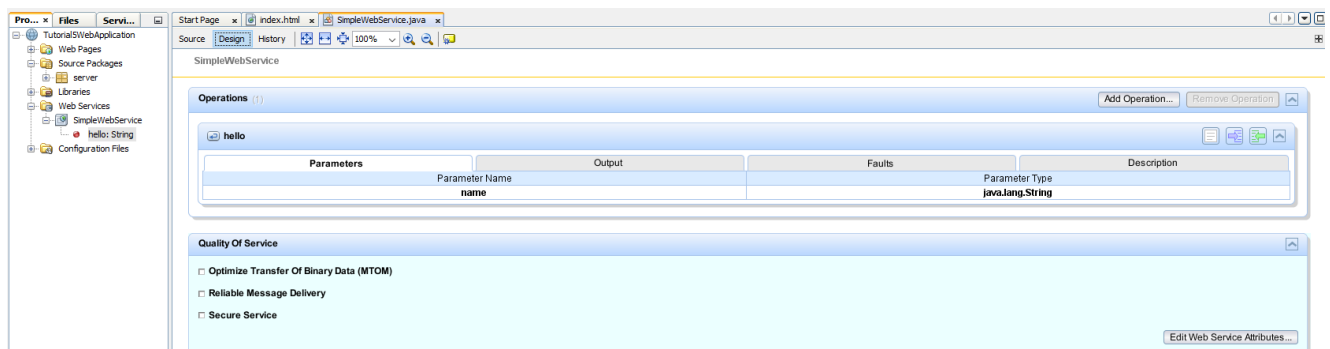 Pro... x Files Servi...
Tutorial5WebApplication
Web Pages
Source Packages
server
Libraries
Web Services
SimpleWebService
hello: String
Configuration Files
Start Page x index.html x SimpleWebService.java x
Source Design History 100%
SimpleWebService
Operations (1) Add Operation... Remove Operation
hello
Parameters Output Faults Description
Parameter Name Parameter Type
name java.lang.String
Quality Of Service
Optimize Transfer Of Binary Data (MTOM)
Reliable Message Delivery
Secure Service
Edit Web Service Attributes...